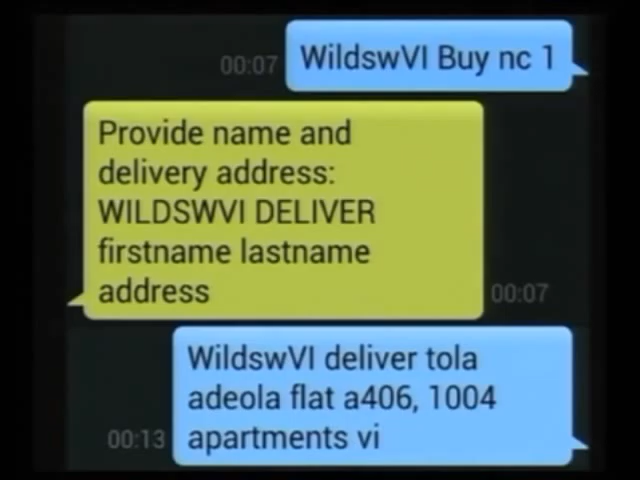 WildswVI Buy nc 1
00:07
Provide name and
delivery address:
WILDSWVI DELIVER
firstname lastname
address
00:07
WildswVI deliver tola
adeola flat a406, 1004
apartments vi
00:13